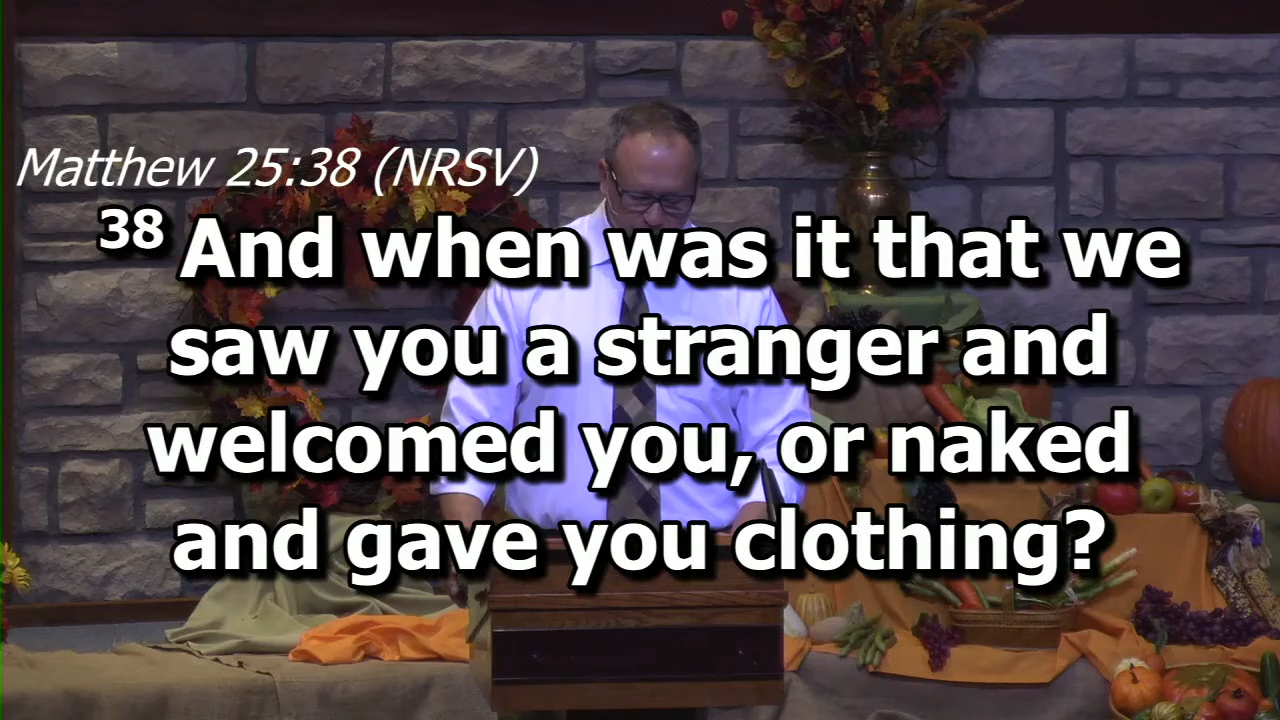 Matthew 25:38 (NRSV)
38 And when was it that we
saw you a stranger and
welcomed you, or naked
and gave you clothing?